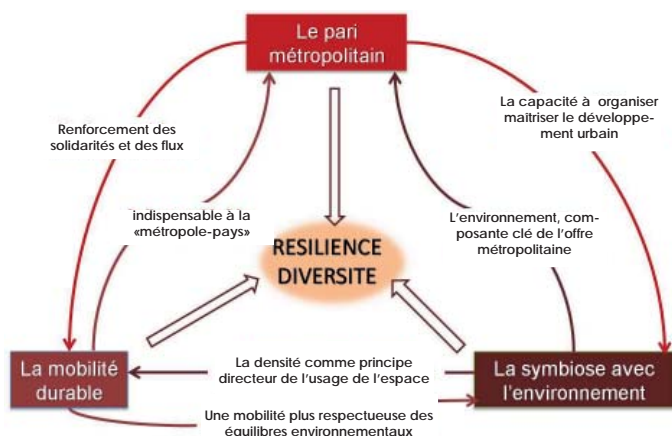 Le pari
métropolitain
La capacité à organiser
maîtriser le développe-
ment urbain
Renforcement des
solidarités et des flux
indispensable à la
«métropole-pays»
L'environnement, com-
posante clé de l'offre
métropolitaine
RESILIENCE
DIVERSITE
La mobilité
durable
La densité comme principe
directeur de l'usage de l'espace
La symbiose avec
l'environnement
Une mobilité plus respectueuse des
équilibres environnementaux